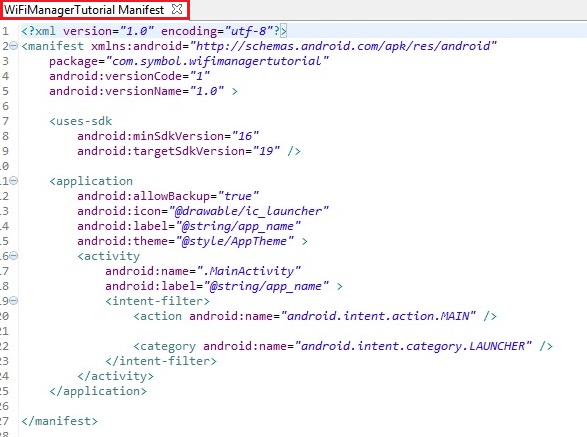 WiFiManagerTutorial Manifest
1 <?xml version="1.0" encoding="utf-8"?>
2 <manifest xmlns:android="http://schemas.android.com/apk/res/android"
3     package="com.symbol.wifimanagertutorial"
4     android:versionCode="1"
5     android:versionName="1.0" >
6
7     <uses-sdk
8         android:minSdkVersion="16"
9         android:targetSdkVersion="19" />
10
11     <application
12         android:allowBackup="true"
13         android:icon="@drawable/ic_launcher"
14         android:label="@string/app_name"
15         android:theme="@style/AppTheme" >
16         <activity
17             android:name=".MainActivity"
18             android:label="@string/app_name" >
19             <intent-filter>
20                 <action android:name="android.intent.action.MAIN" />
21
22                 <category android:name="android.intent.category.LAUNCHER" />
23             </intent-filter>
24         </activity>
25     </application>
26
27 </manifest>
28